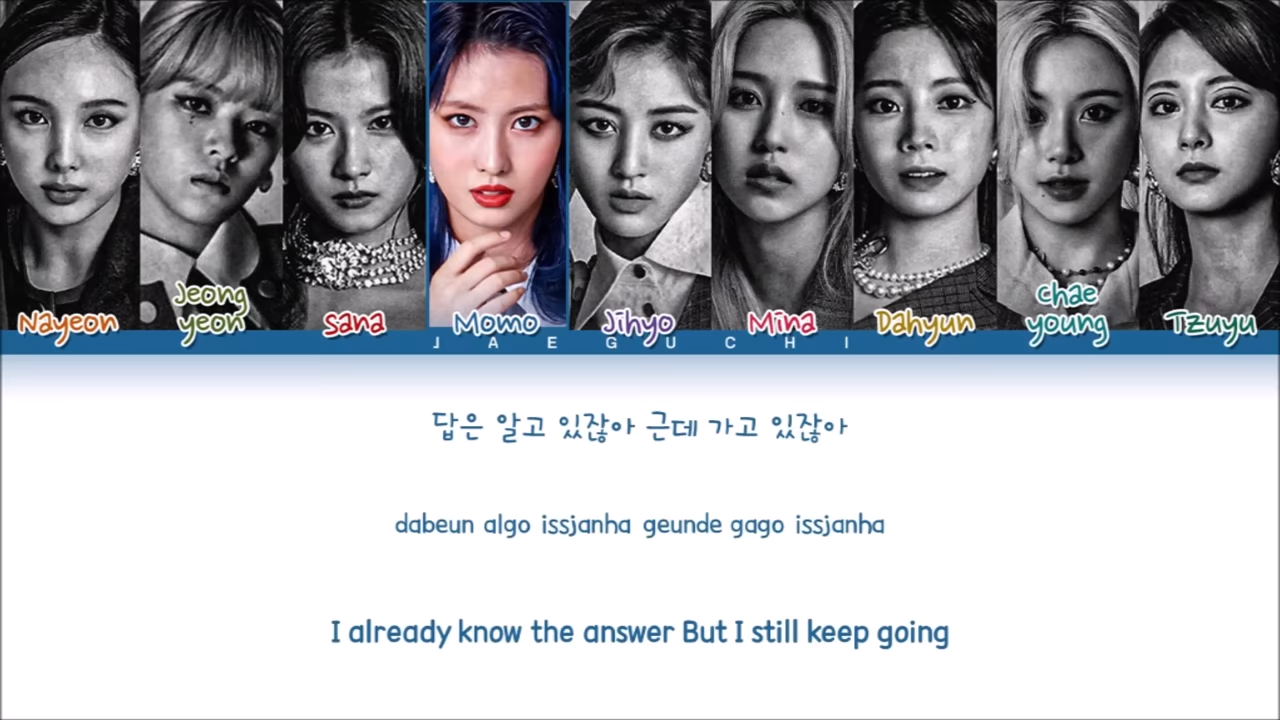 Nayeon
Jeong
yeon
sana
Momo
Jihyo
Mina
Dahyun
chae
young
Tzuyu
JAEGUCHI
답은 알고 있잖아 근데 가고 있잖아
dabeun algo issjanha geunde gago issjanha
I already know the answer But I still keep going